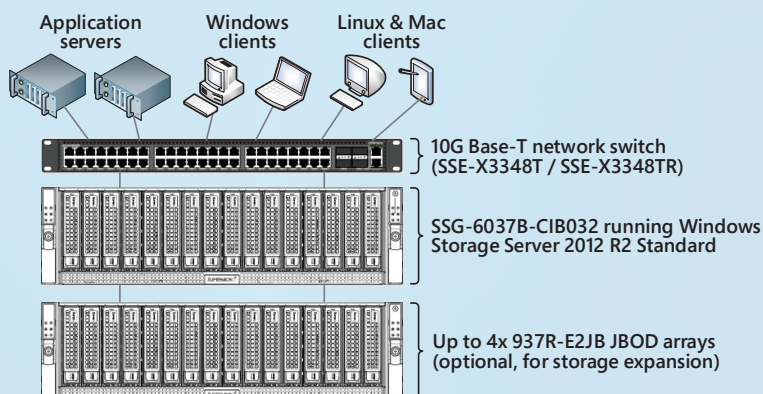 Application
servers
Windows
clients
Linux & Mac
clients
10G Base-T network switch
(SSE-X3348T / SSE-X3348TR)
SSG-6037B-CIB032 running Windows
Storage Server 2012 R2 Standard
SUPERMICRO
Up to 4x 937R-E2JB JBOD arrays
(optional, for storage expansion)